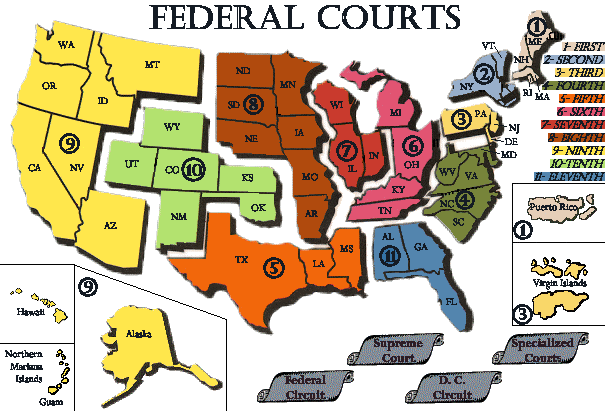 FEDERAL COURTS
WA
MT
OR
ID
WY
CA
NV
9
UT
CO
10
KS
AZ
NM
OK
ND
MN
SD
8
NE
IA
MO
AR
WI
7
IL
IN
MI
6
OH
KY
TN
TX
5
LA
MS
AL
11
GA
FL
WV
VA
NC
4
SC
3
PA
NJ
DE
MD
VT
2
NY
1
ME
NH
RI
MA
1- FIRST
2- SECOND
3- THIRD
4- FOURTH
5- FIFTH
6- SIXTH
7- SEVENTH
8- EIGHTH
9- NINTH
10-TENTH
11- ELEVENTH
Puerto Rico
1
Virgin Islands
3
Hawaii
Northern
Mariana
Islands
Guam
9
Alaska
Supreme
Court
Specialized
Courts
Federal
Circuit
D. C.
Circuit